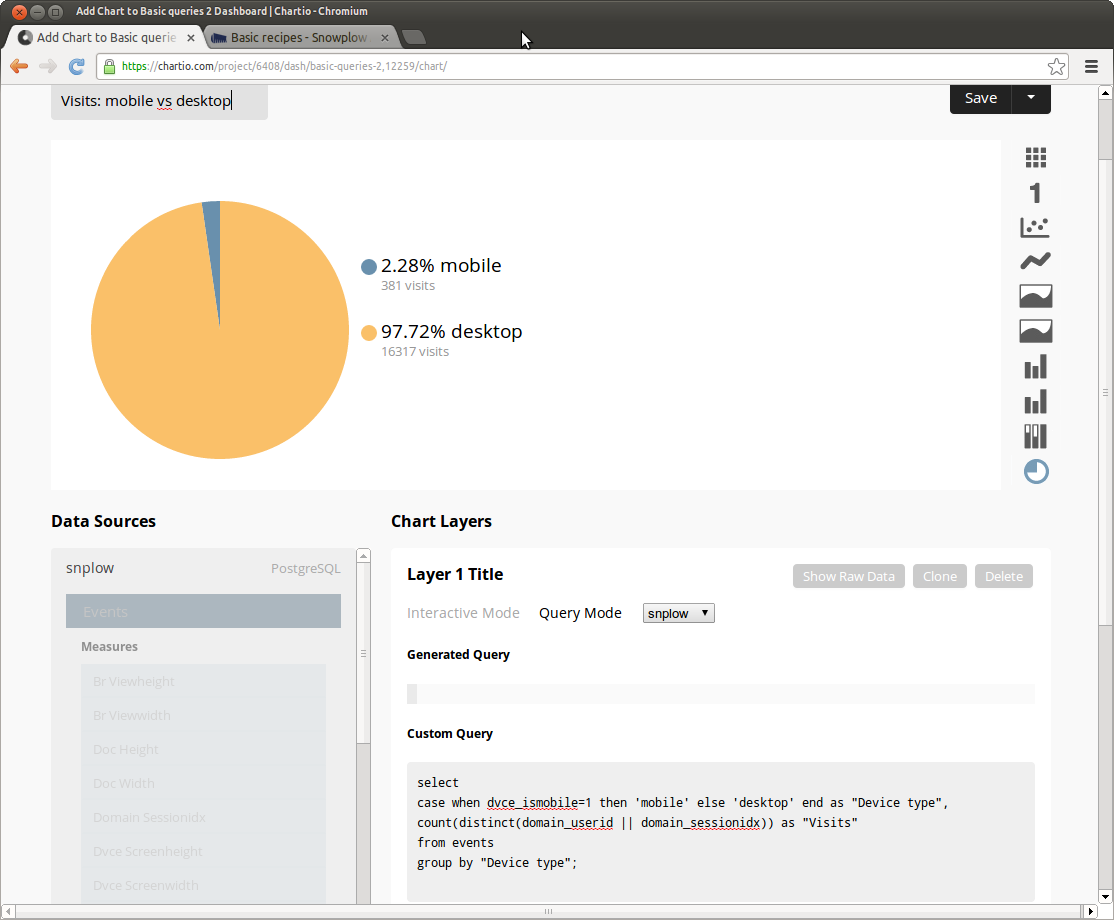 Add Chart to Basic queries 2 Dashboard | Chartio - Chromium
Add Chart to Basic querie
Basic recipes - Snowplow
https://chartio.com/project/6408/dash/basic-queries-2,12259/chart/
Visits: mobile vs desktop
Save
1
2.28% mobile
381 visits
97.72% desktop
16317 visits
Data Sources
Chart Layers
snplow PostgreSQL
Events
Measures
Br Viewheight
Br Viewwidth
Doc Height
Doc Width
Domain Sessionidx
Dvce Screenheight
Dvce Screenwidth
Layer 1 Title
Show Raw Data
Clone
Delete
Interactive Mode
Query Mode
snplow
Generated Query
Custom Query
select
case when dvce_ismobile=1 then 'mobile' else 'desktop' end as "Device type",
count(distinct(domain_userid || domain_sessionidx)) as "Visits"
from events
group by "Device type";